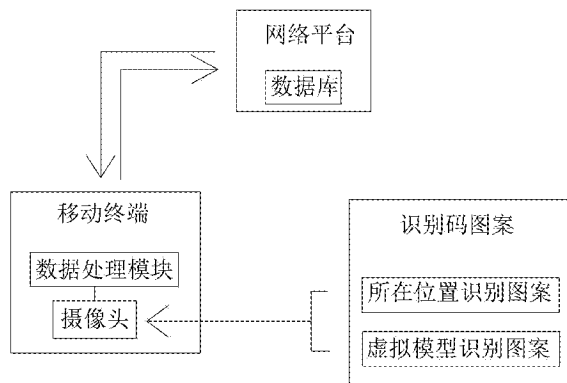 网络平台
数据库
移动终端
数据处理模块
摄像头
识别码图案
所在位置识别图案
虚拟模型识别图案